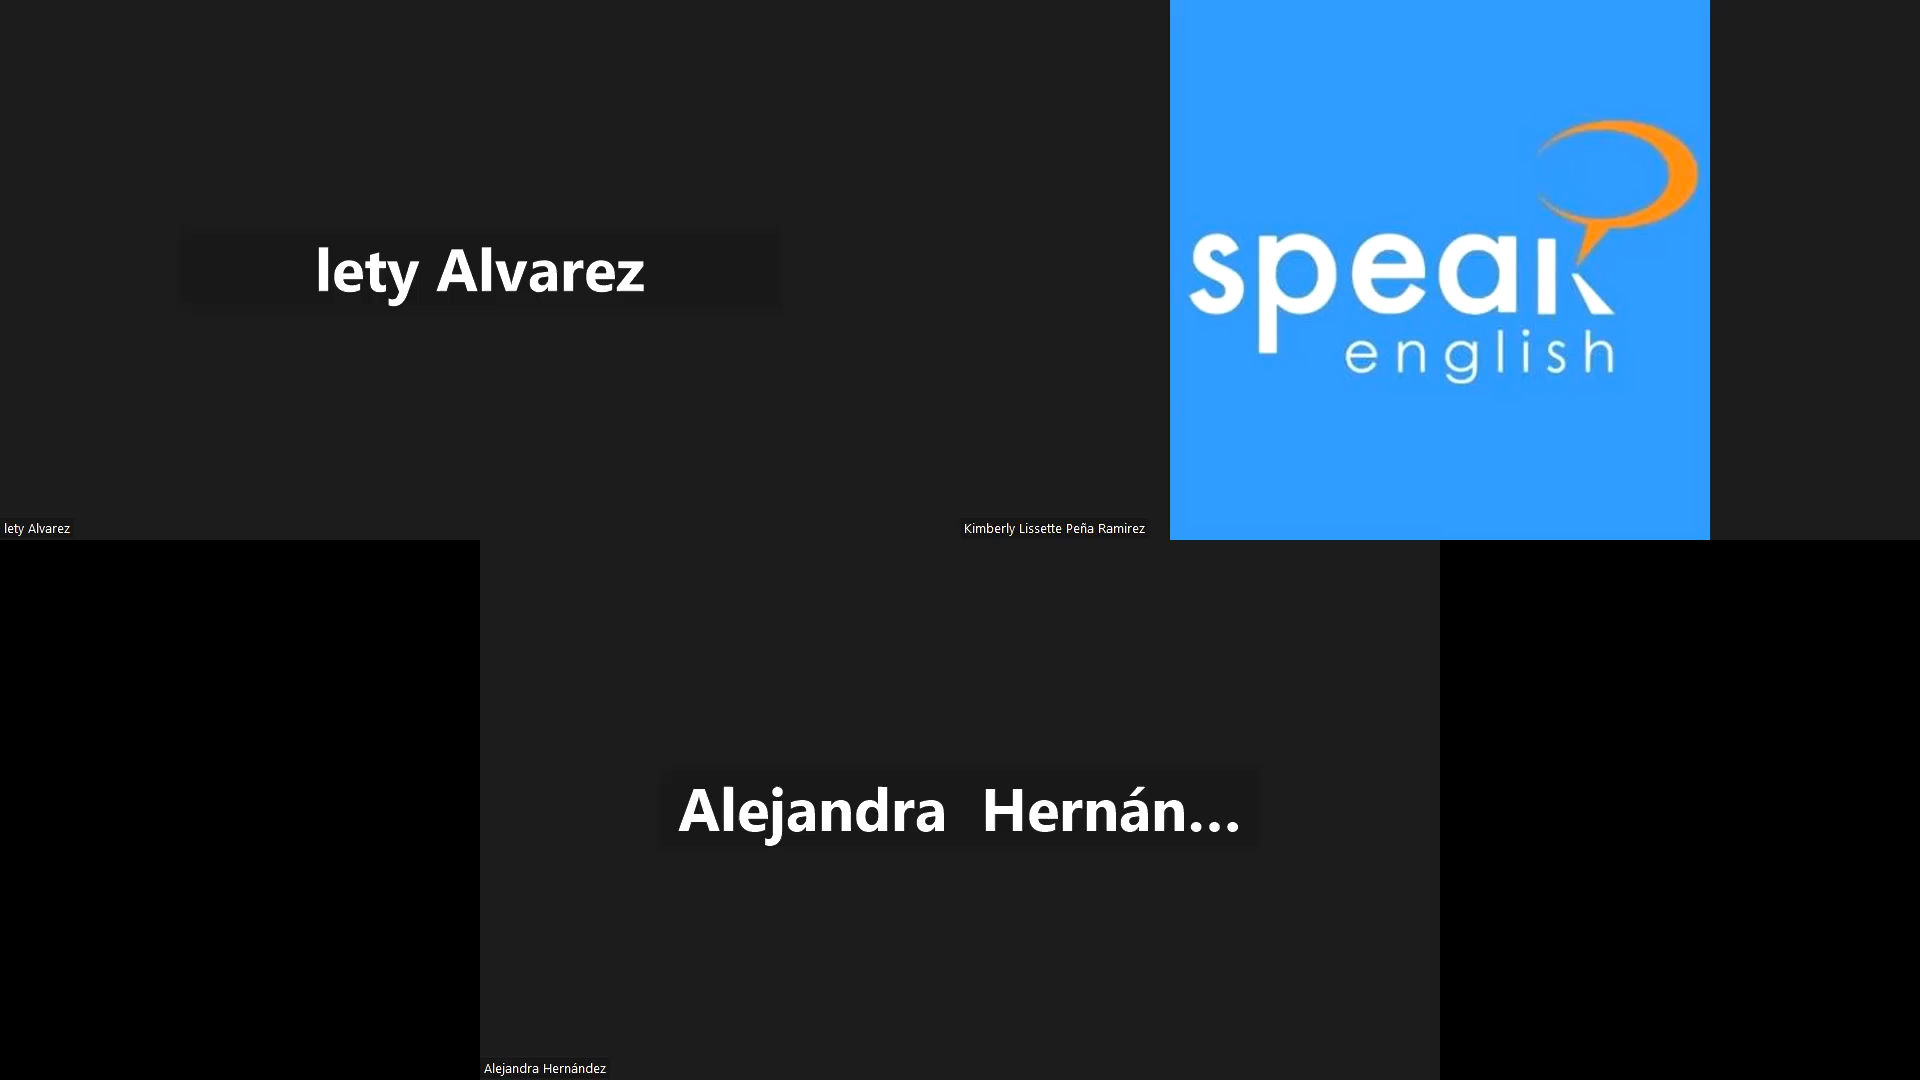 lety Alvarez
speak
english
lety Alvarez
Kimberly Lissette Peña Ramirez
Alejandra Hernán...
Alejandra Hernández